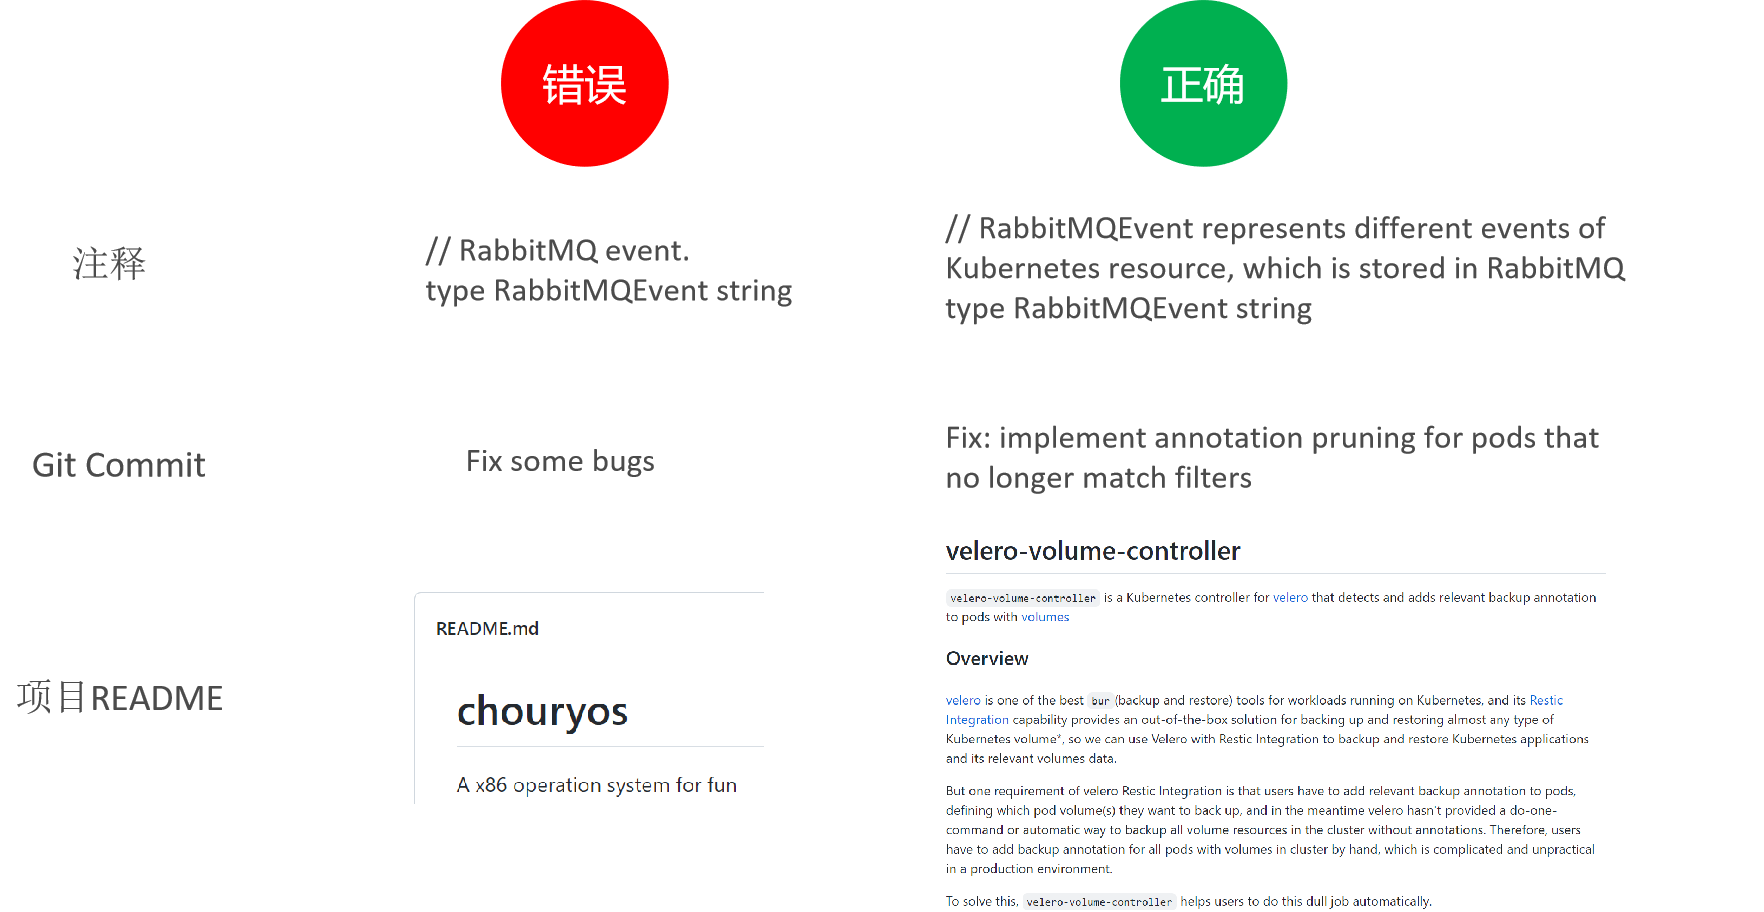 错误
正确
注释
// RabbitMQ event.
type RabbitMQEvent string
// RabbitMQEvent represents different events of
Kubernetes resource, which is stored in RabbitMQ
type RabbitMQEvent string
Git Commit
Fix some bugs
Fix: implement annotation pruning for pods that
no longer match filters
项目README
README.md
chouryos
A x86 operation system for fun
velero-volume-controller
velero-volume-controller is a Kubernetes controller for velero that detects and adds relevant backup annotation
to pods with volumes
Overview
velero is one of the best bur (backup and restore) tools for workloads running on Kubernetes, and its Restic
Integration capability provides an out-of-the-box solution for backing up and restoring almost any type of
Kubernetes volume*, so we can use Velero with Restic Integration to backup and restore Kubernetes applications
and its relevant volumes data.
But one requirement of velero Restic Integration is that users have to add relevant backup annotation to pods,
defining which pod volume(s) they want to back up, and in the meantime velero hasn't provided a do-one-
command or automatic way to backup all volume resources in the cluster without annotations. Therefore, users
have to add backup annotation for all pods with volumes in cluster by hand, which is complicated and unpractical
in a production environment.
To solve this, velero-volume-controller helps users to do this dull job automatically.